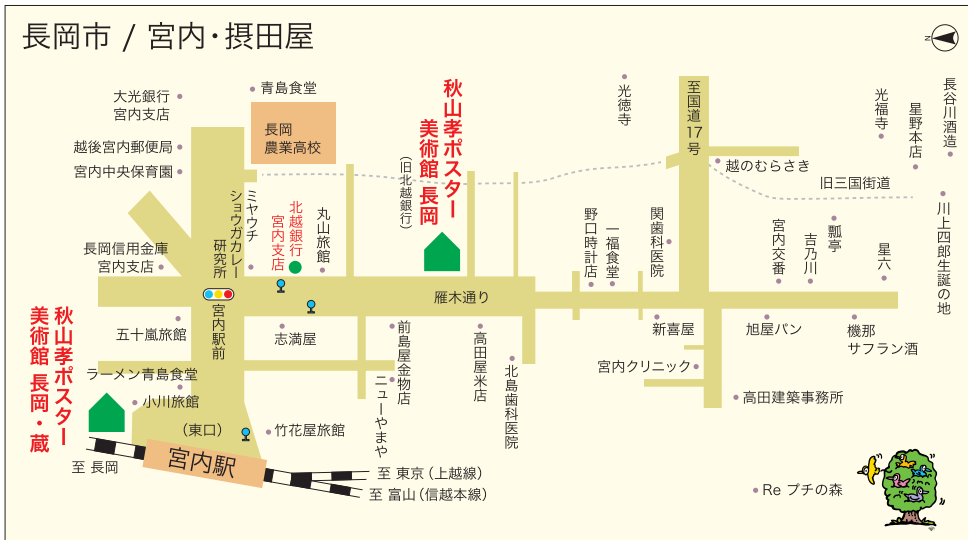 長岡市 / 宮内・摂田屋
N
大光銀行
宮内支店
青島食堂
長岡
農業高校
越後宮内郵便局
宮内中央保育園
秋山孝ポスター
美術館 長岡
(旧北越銀行)
光徳寺
至国道17号
越のむらさき
旧三国街道
光福寺
星野本店
長谷川酒造
川上四郎生誕の地
ミヤウチ
ショウガカレー
研究所
北越銀行
宮内支店
丸山旅館
長岡信用金庫
宮内支店
宮内駅前
雁木通り
野口時計店
一福食堂
関歯科医院
宮内交番
吉乃川
瓢亭
星六
秋山孝ポスター
美術館 長岡・蔵
五十嵐旅館
志満屋
前島屋金物店
ニューやまや
高田屋米店
北島歯科医院
新喜屋
旭屋パン
機那
サフラン酒
宮内クリニック
高田建築事務所
ラーメン青島食堂
小川旅館
(東口)
竹花屋旅館
宮内駅
至 長岡
至 東京(上越線)
至 富山(信越本線)
Re プチの森